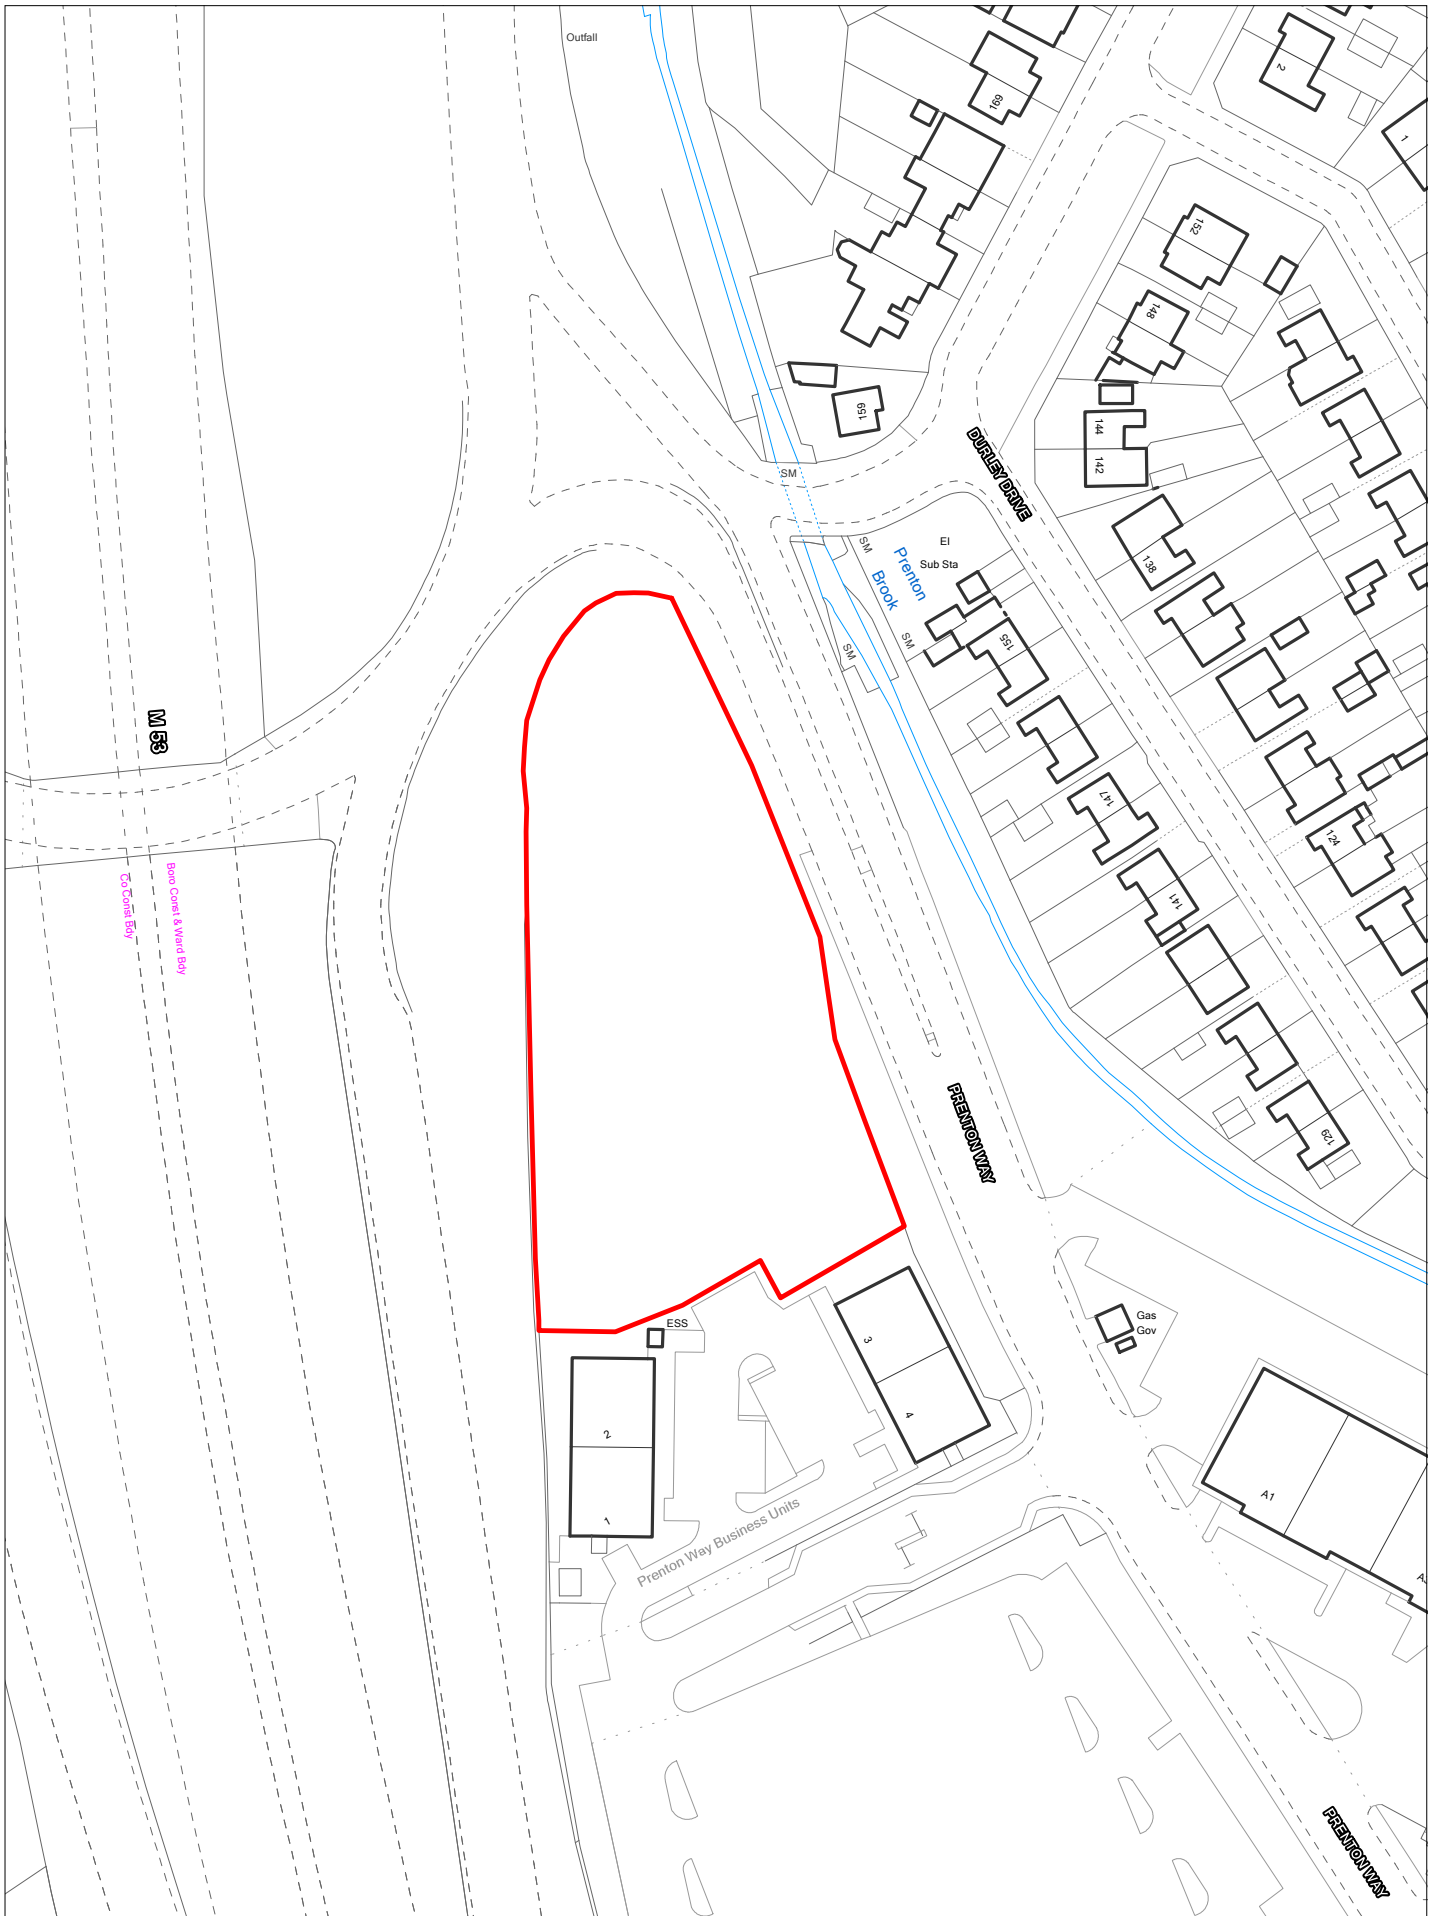 Outfall
169
2
1
152
148
159
144
142
SM
DURLEY DRIVE
SM
El
Sub Sta
Prenton
Brook
SM
SM
138
155
M 53
147
124
141
Co Const Bdy
Boro Const & Ward Bdy
129
PRENTON WAY
Gas
Gov
ESS
3
4
2
1
A1
Prenton Way Business Units
PRENTON WAY